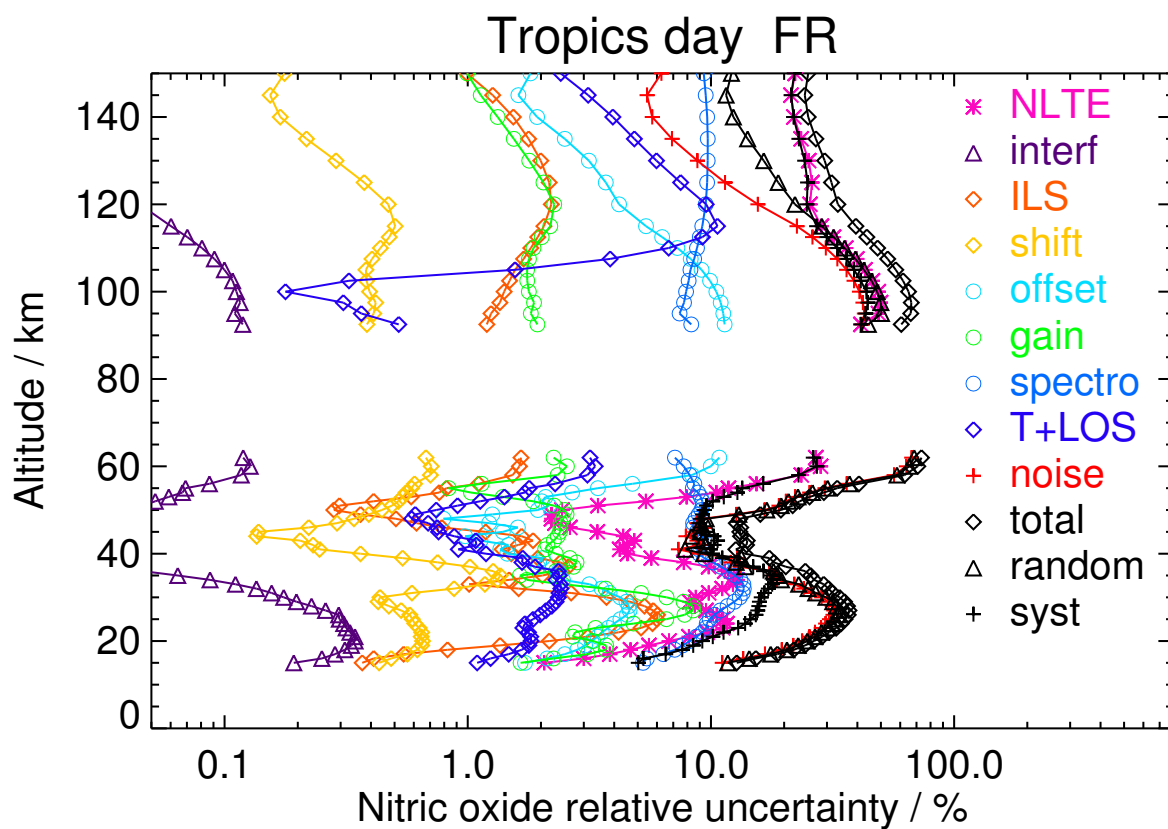 Tropics day FR
Altitude / km
140
120
100
80
60
40
20
0
NLTE
interf
ILS
shift
offset
gain
spectro
T+LOS
noise
total
random
syst
0.1 1.0 10.0 100.0
Nitric oxide relative uncertainty / %